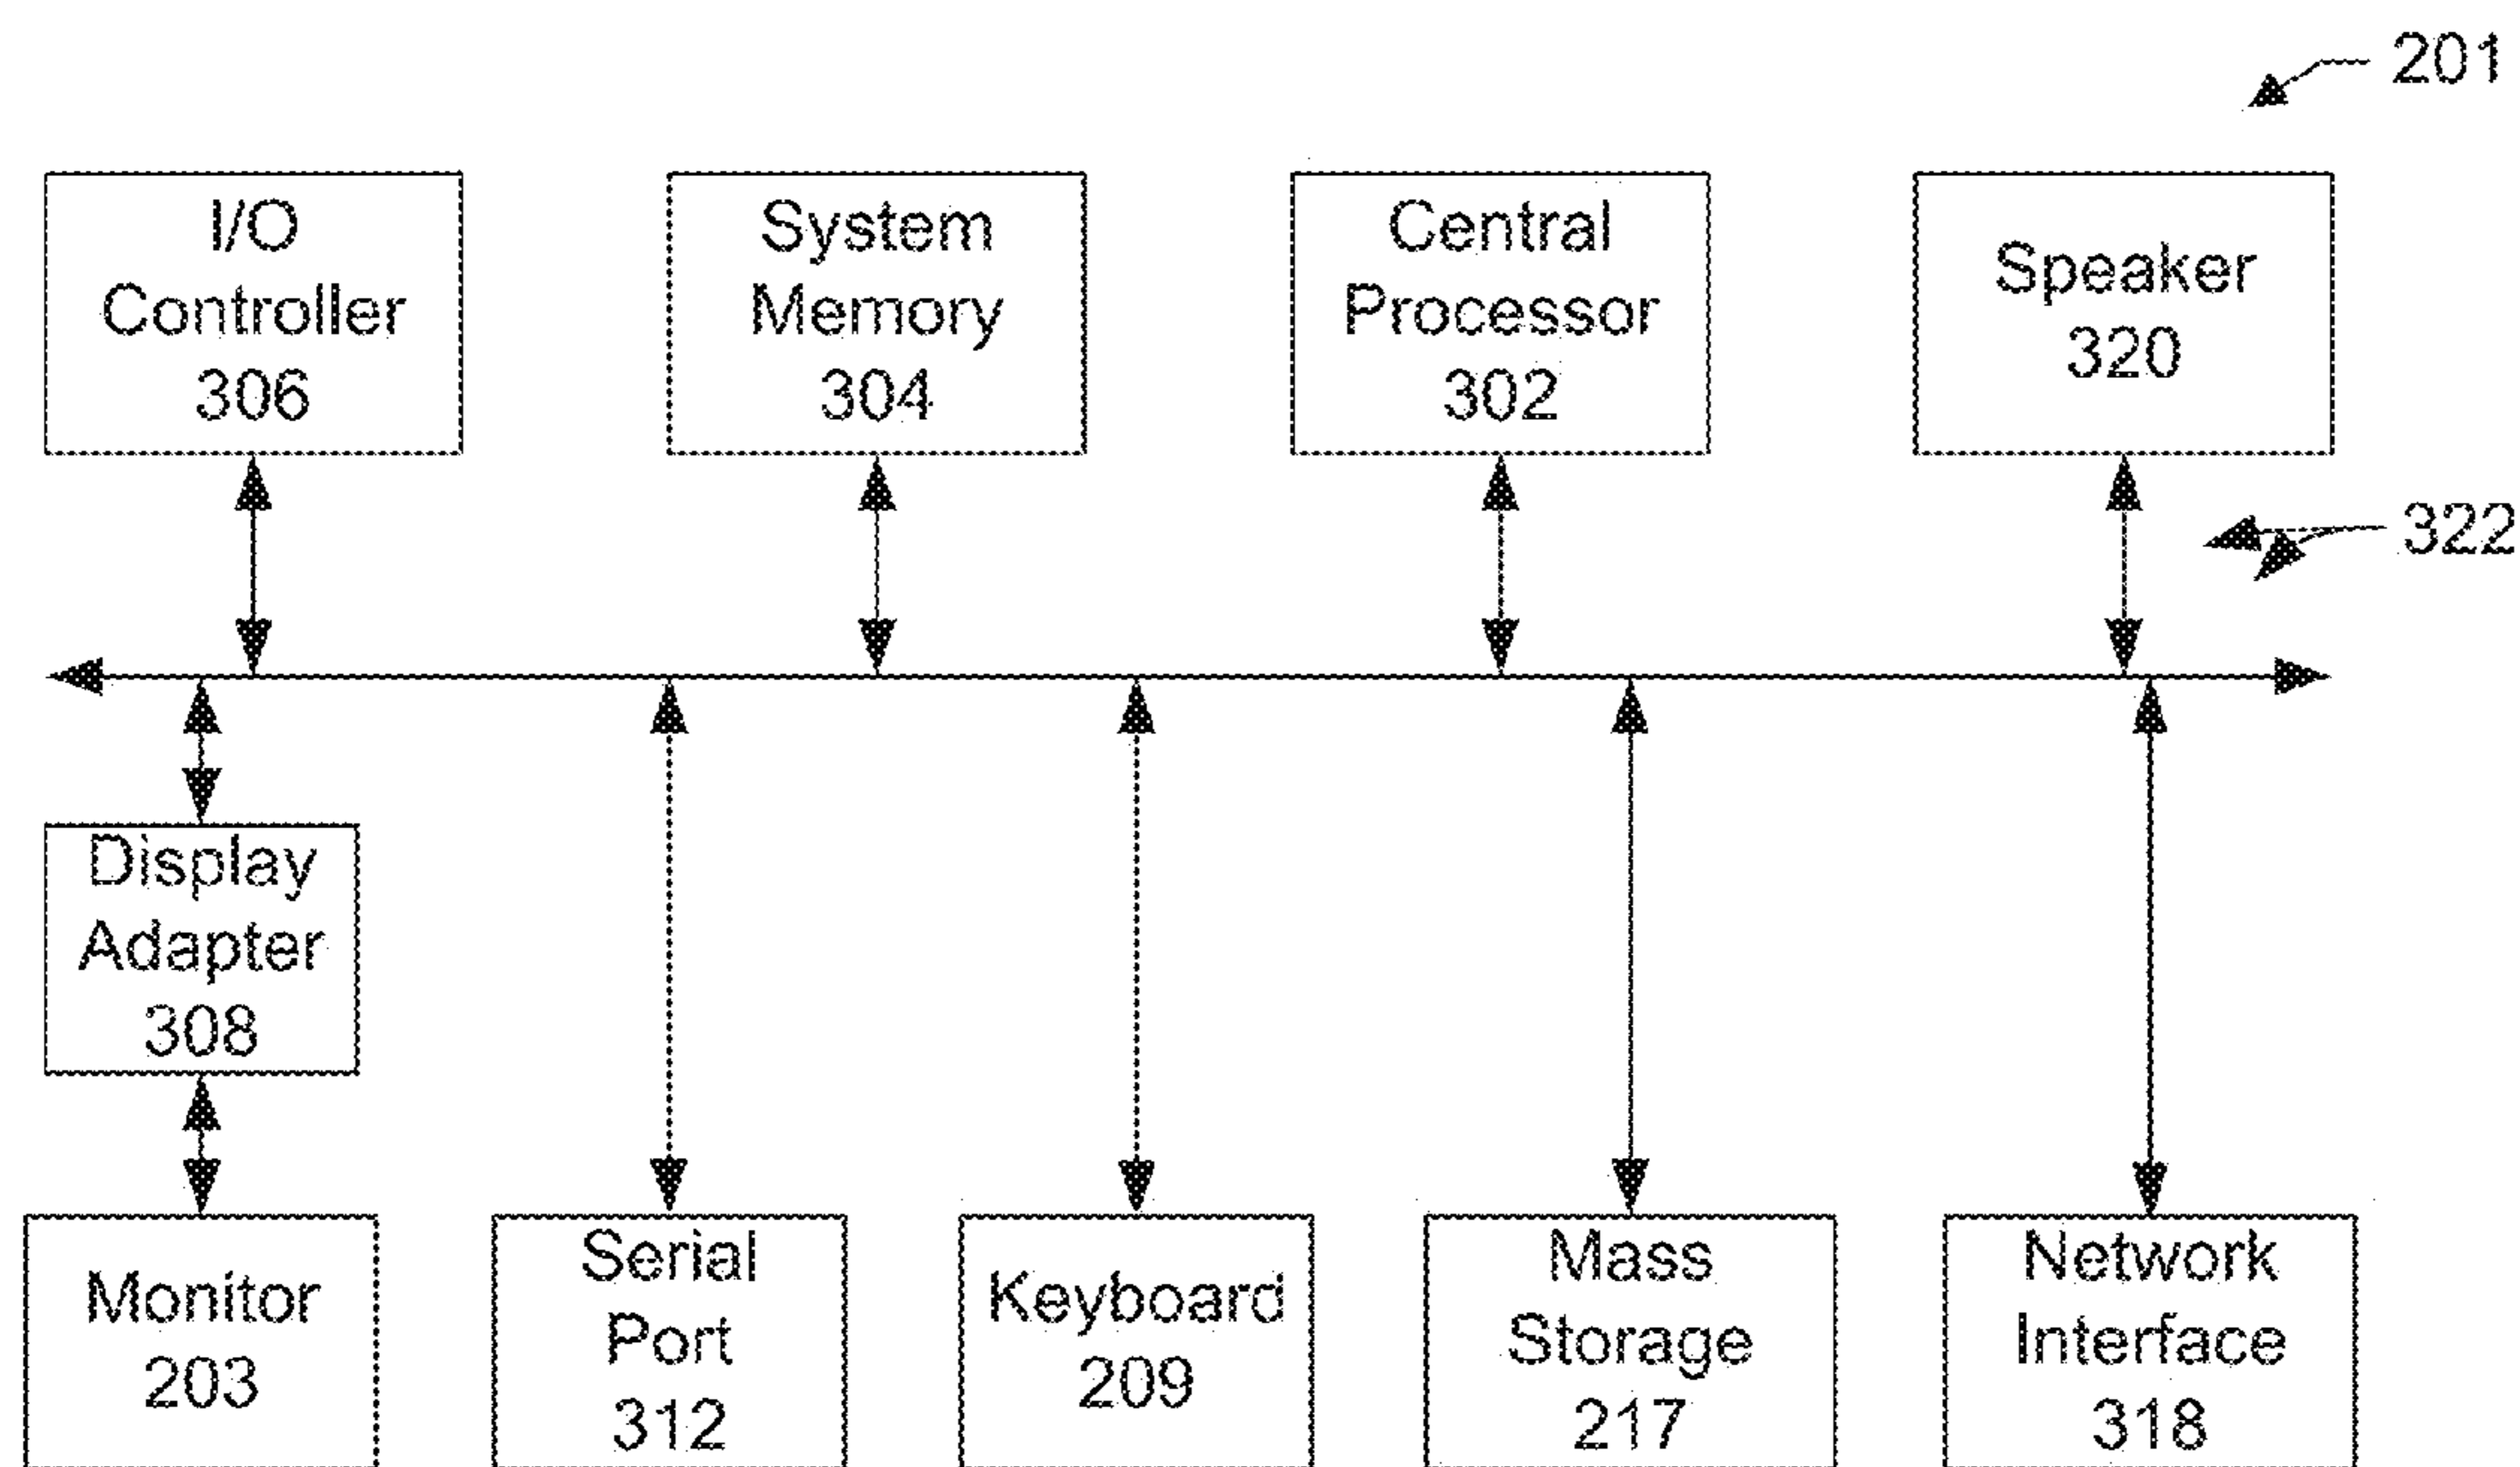 201
I/O
Controller
306
System
Memory
304
Central
Processor
302
Speaker
320
322
Display
Adapter
308
Monitor
203
Serial
Port
312
Keyboard
209
Mass
Storage
217
Network
Interface
318